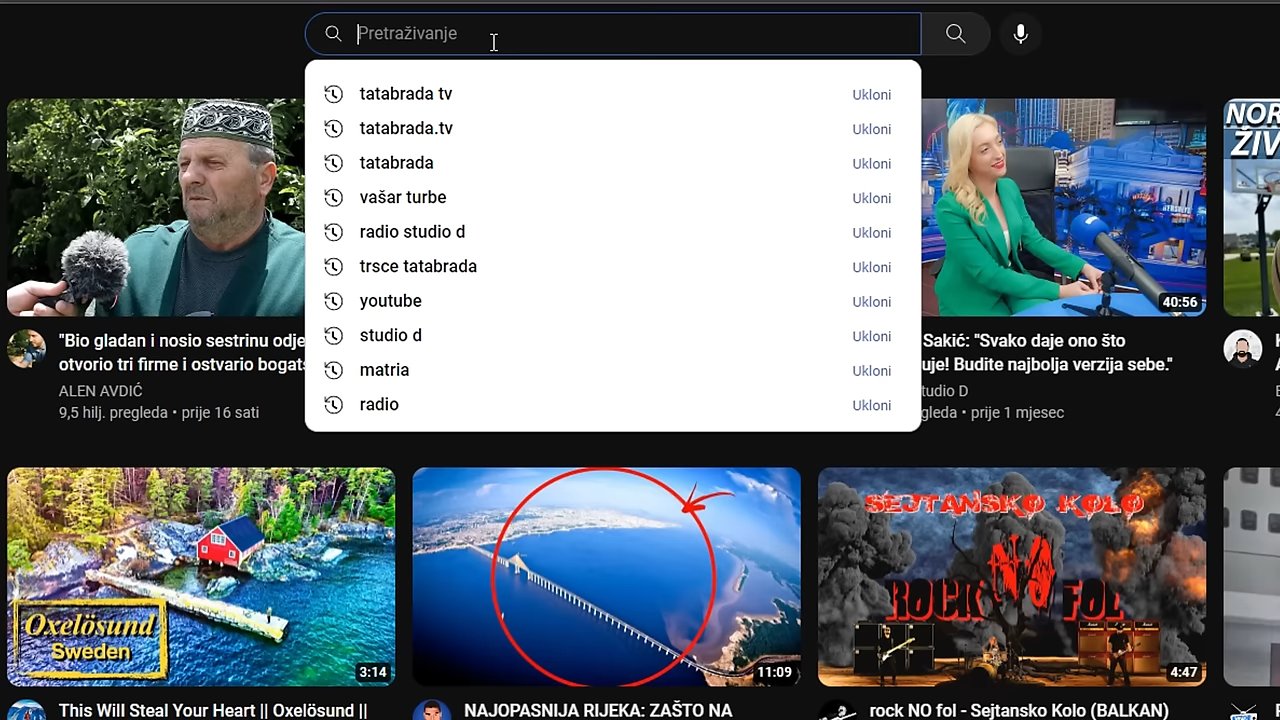 Pretraživanje
tatabrada tv Ukloni
tatabrada.tv Ukloni
tatabrada Ukloni
vašar turbe Ukloni
radio studio d Ukloni
trsce tatabrada Ukloni
youtube Ukloni
studio d Ukloni
matria Ukloni
radio Ukloni
NOR
ŽIV
40:56
"Bio gladan i nosio sestrinu odje
otvorio tri firme i ostvario bogats
ALEN AVDIĆ
9,5 hilj. pregleda • prije 16 sati
Sakić: "Svako daje ono što
uje! Budite najbolja verzija sebe."
tudio D
gleda • prije 1 mjesec
Oxelösund
Sweden
3:14
11:09
SEJTANSKO KOLO
ROCK NO FOL
4:47
This Will Steal Your Heart || Oxelösund ||
NAJOPASNIJA RIJEKA: ZAŠTO NA
rock NO fol - Sejtansko Kolo (BALKAN)